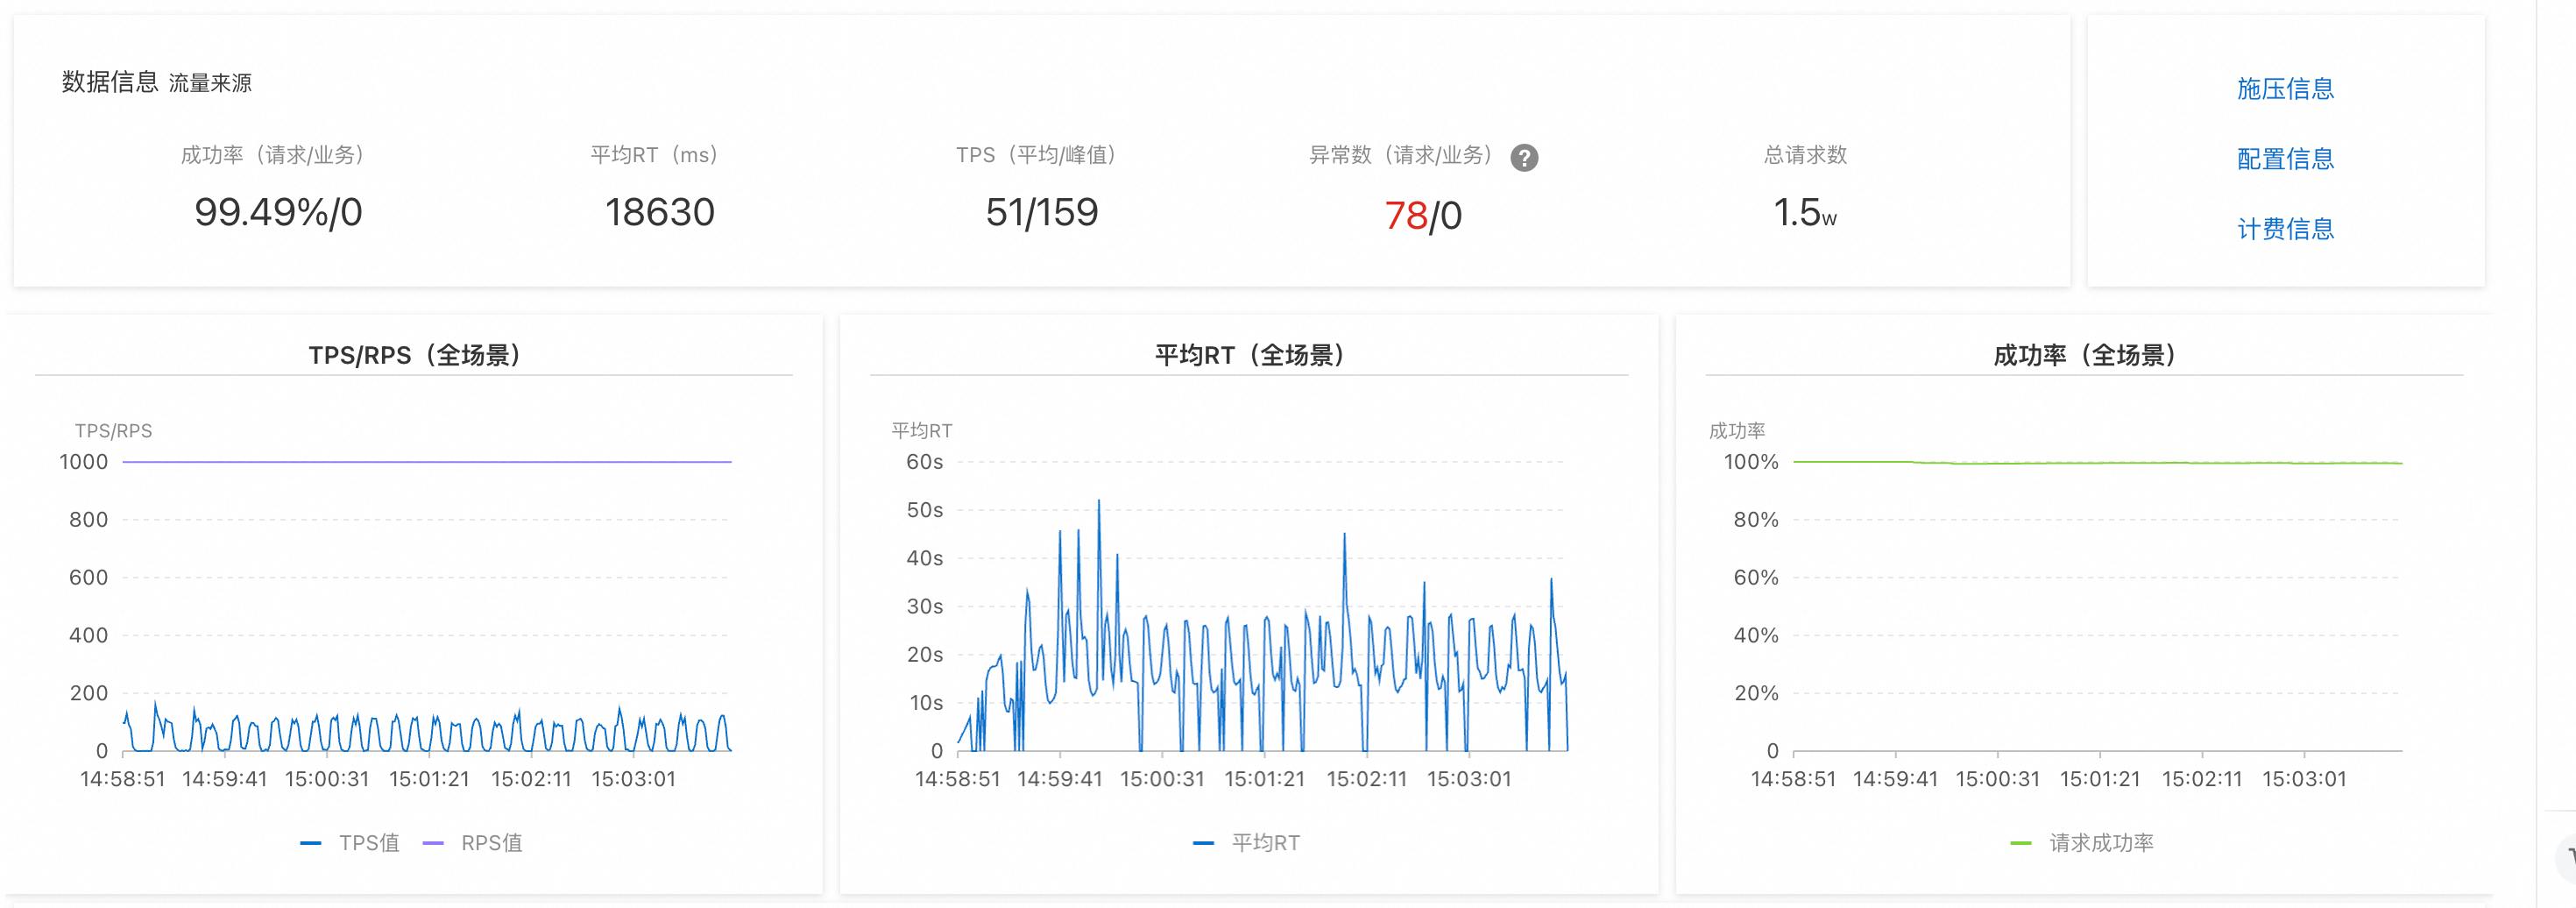 数据信息 流量来源
成功率（请求/业务） 平均RT（ms） TPS（平均/峰值） 异常数（请求/业务） ? 总请求数
99.49%/0 18630 51/159 78/0 1.5w
施压信息
配置信息
计费信息
TPS/RPS（全场景）
TPS/RPS
1000
800
600
400
200
0
14:58:51 14:59:41 15:00:31 15:01:21 15:02:11 15:03:01
TPS值 RPS值
平均RT（全场景）
平均RT
60s
50s
40s
30s
20s
10s
0
14:58:51 14:59:41 15:00:31 15:01:21 15:02:11 15:03:01
平均RT
成功率（全场景）
成功率
100%
80%
60%
40%
20%
0
14:58:51 14:59:41 15:00:31 15:01:21 15:02:11 15:03:01
请求成功率